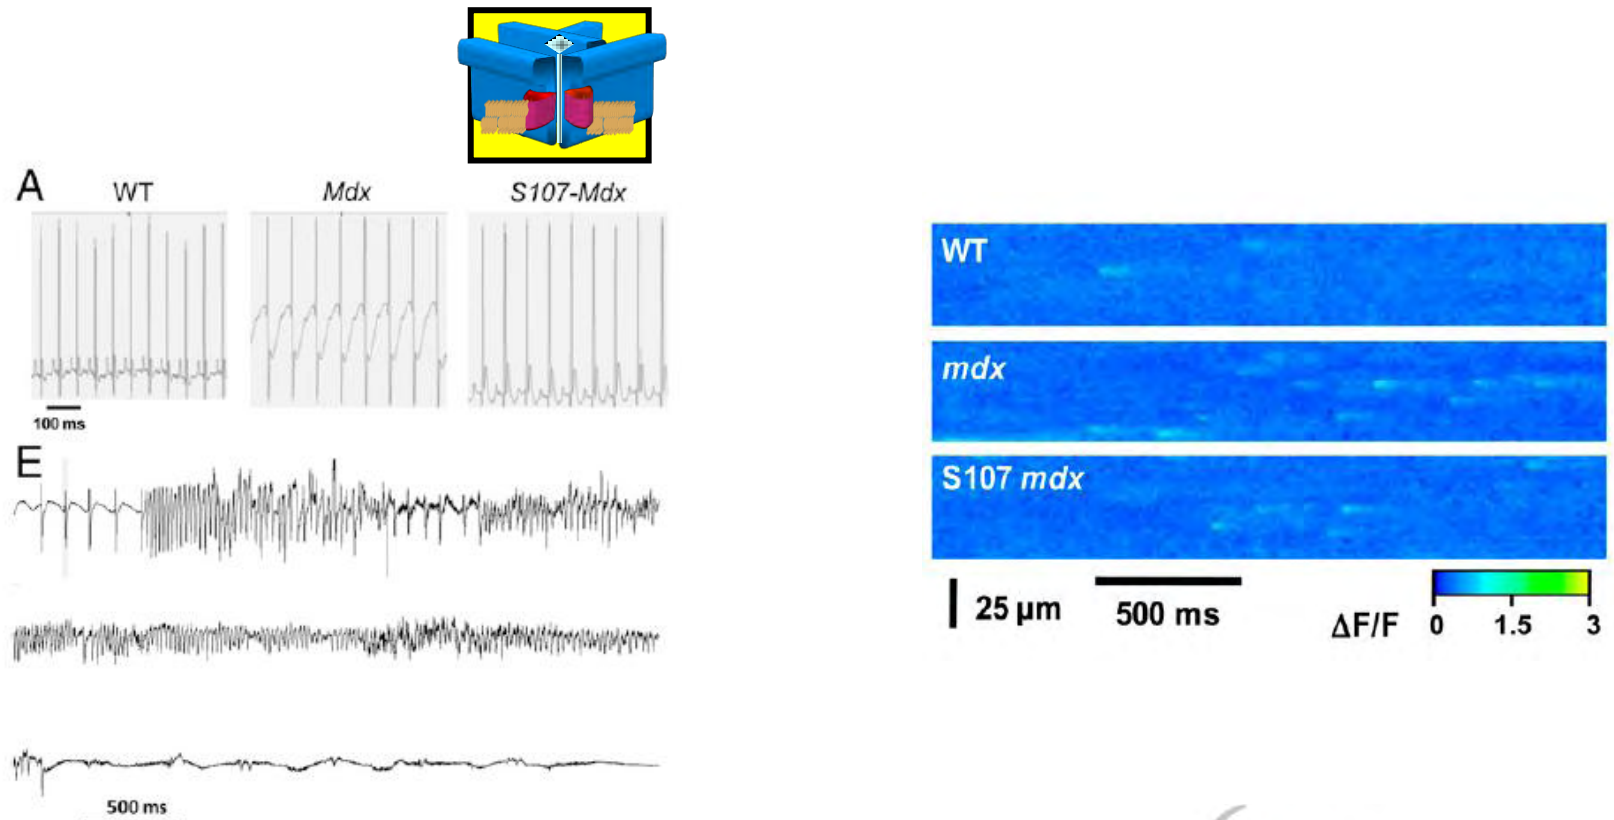 A
WT
Mdx
S107-Mdx
100 ms
E
500 ms
WT
mdx
S107 mdx
25 µm
500 ms
ΔF/F
0
1.5
3